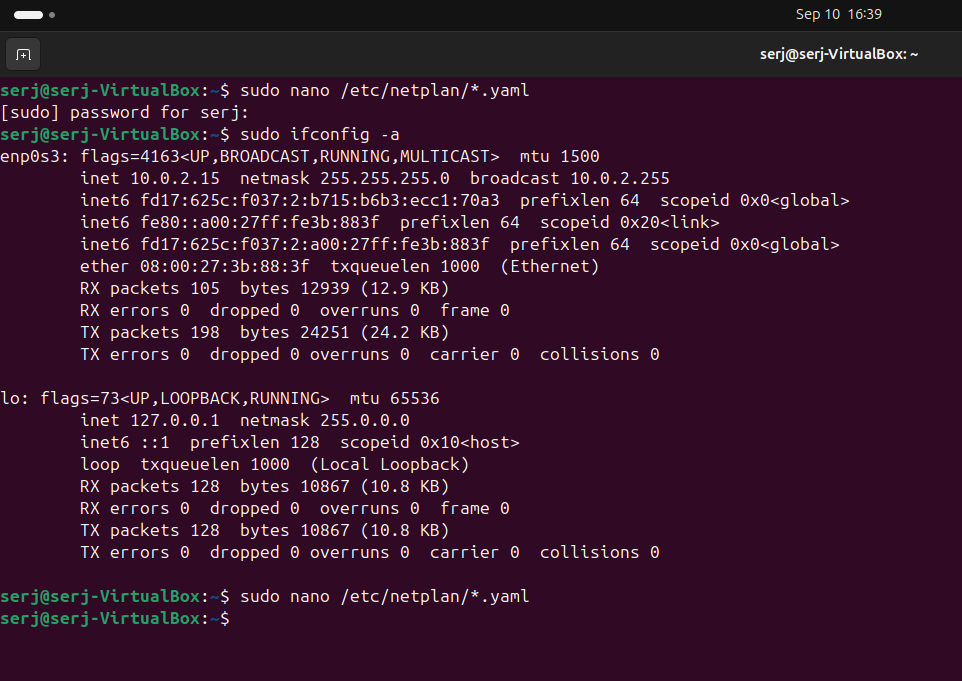 Sep 10 16:39
serj@serj-VirtualBox: ~
serj@serj-VirtualBox:~$ sudo nano /etc/netplan/*.yaml
[sudo] password for serj:
serj@serj-VirtualBox:~$ sudo ifconfig -a
enp0s3: flags=4163<UP,BROADCAST,RUNNING,MULTICAST>  mtu 1500
        inet 10.0.2.15  netmask 255.255.255.0  broadcast 10.0.2.255
        inet6 fd17:625c:f037:2:b715:b6b3:ecc1:70a3  prefixlen 64  scopeid 0x0<global>
        inet6 fe80::a00:27ff:fe3b:883f  prefixlen 64  scopeid 0x20<link>
        inet6 fd17:625c:f037:2:a00:27ff:fe3b:883f  prefixlen 64  scopeid 0x0<global>
        ether 08:00:27:3b:88:3f  txqueuelen 1000  (Ethernet)
        RX packets 105  bytes 12939 (12.9 KB)
        RX errors 0  dropped 0  overruns 0  frame 0
        TX packets 198  bytes 24251 (24.2 KB)
        TX errors 0  dropped 0 overruns 0  carrier 0  collisions 0
lo: flags=73<UP,LOOPBACK,RUNNING>  mtu 65536
        inet 127.0.0.1  netmask 255.0.0.0
        inet6 ::1  prefixlen 128  scopeid 0x10<host>
        loop  txqueuelen 1000  (Local Loopback)
        RX packets 128  bytes 10867 (10.8 KB)
        RX errors 0  dropped 0  overruns 0  frame 0
        TX packets 128  bytes 10867 (10.8 KB)
        TX errors 0  dropped 0 overruns 0  carrier 0  collisions 0
serj@serj-VirtualBox:~$ sudo nano /etc/netplan/*.yaml
serj@serj-VirtualBox:~$